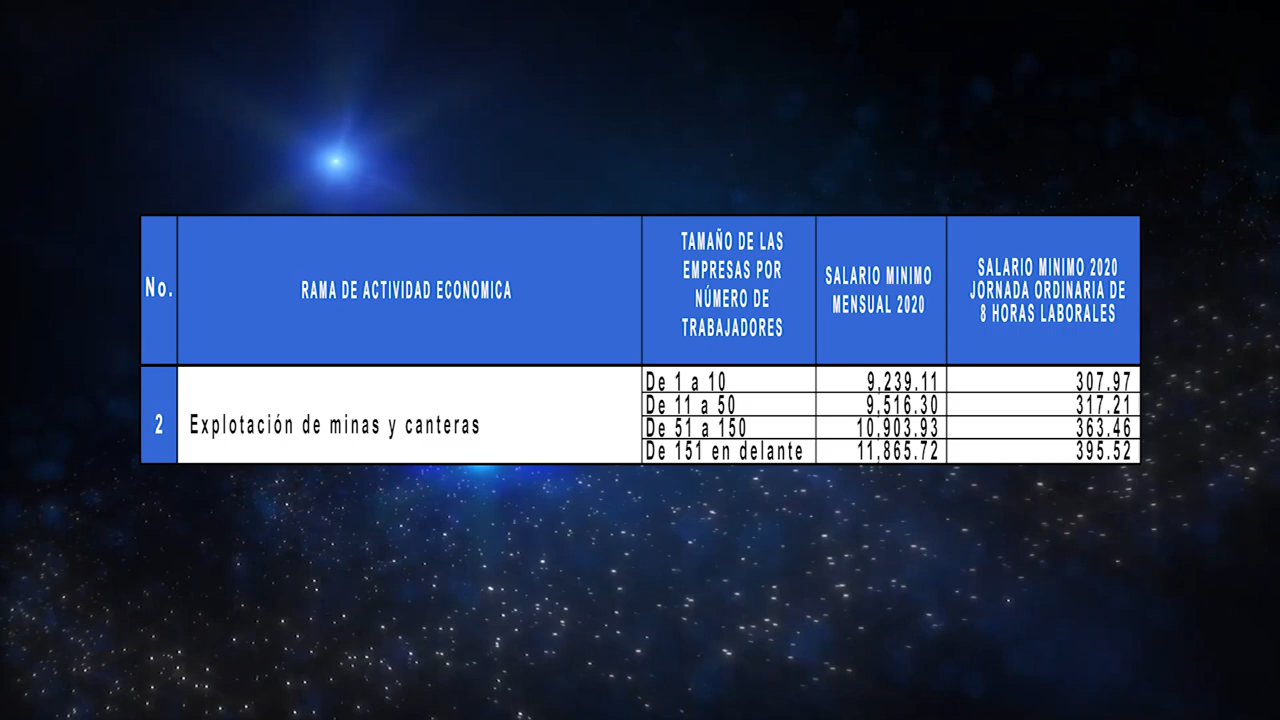 No.
RAMA DE ACTIVIDAD ECONOMICA
TAMAÑO DE LAS
EMPRESAS POR
NÚMERO DE
TRABAJADORES
SALARIO MINIMO
MENSUAL 2020
SALARIO MINIMO 2020
JORNADA ORDINARIA DE
8 HORAS LABORALES
2
Explotación de minas y canteras
De 1 a 10 9,239.11 307.97
De 11 a 50 9,516.30 317.21
De 51 a 150 10,903.93 363.46
De 151 en delante 11,865.72 395.52